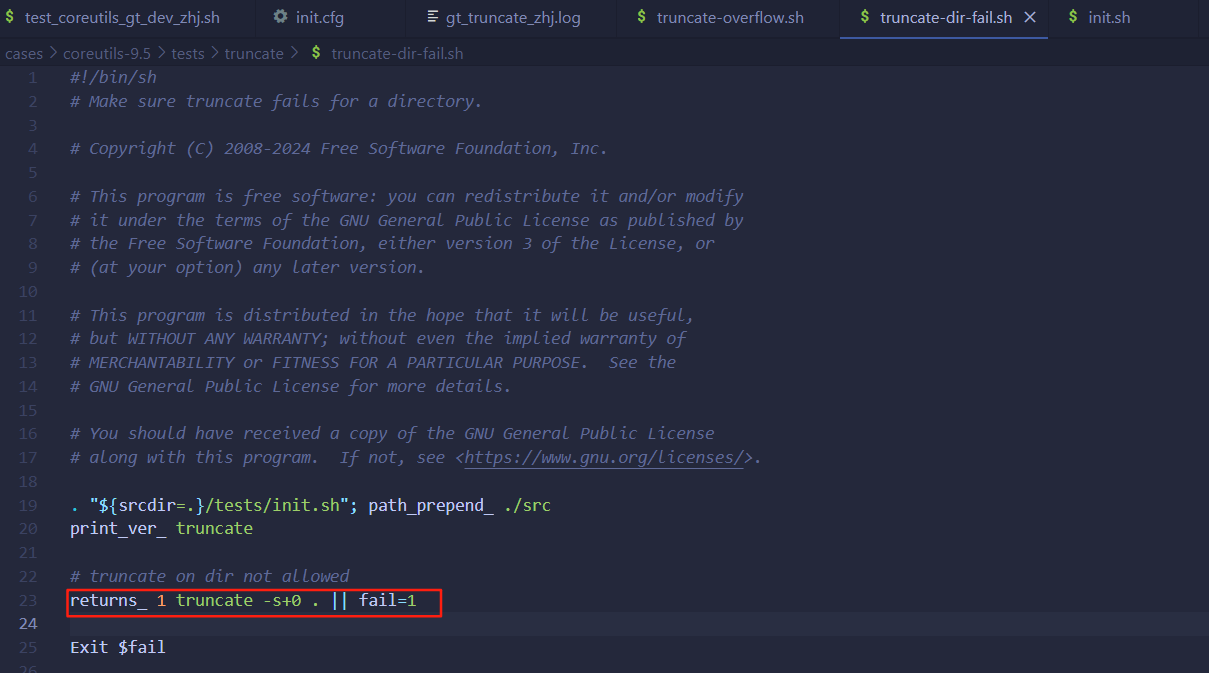 $ test_coreutils_gt_dev_zhj.sh init.cfg gt_truncate_zhj.log $ truncate-overflow.sh $ truncate-dir-fail.sh × $ init.sh
cases > coreutils-9.5 > tests > truncate > $ truncate-dir-fail.sh
1 #!/bin/sh
2 # Make sure truncate fails for a directory.
3
4 # Copyright (C) 2008-2024 Free Software Foundation, Inc.
5
6 # This program is free software: you can redistribute it and/or modify
7 # it under the terms of the GNU General Public License as published by
8 # the Free Software Foundation, either version 3 of the License, or
9 # (at your option) any later version.
10
11 # This program is distributed in the hope that it will be useful,
12 # but WITHOUT ANY WARRANTY; without even the implied warranty of
13 # MERCHANTABILITY or FITNESS FOR A PARTICULAR PURPOSE.  See the
14 # GNU General Public License for more details.
15
16 # You should have received a copy of the GNU General Public License
17 # along with this program.  If not, see <https://www.gnu.org/licenses/>.
18
19 . "${srcdir=.}/tests/init.sh"; path_prepend_ ./src
20 print_ver_ truncate
21
22 # truncate on dir not allowed
23 returns_ 1 truncate -s+0 . || fail=1
24
25 Exit $fail
26